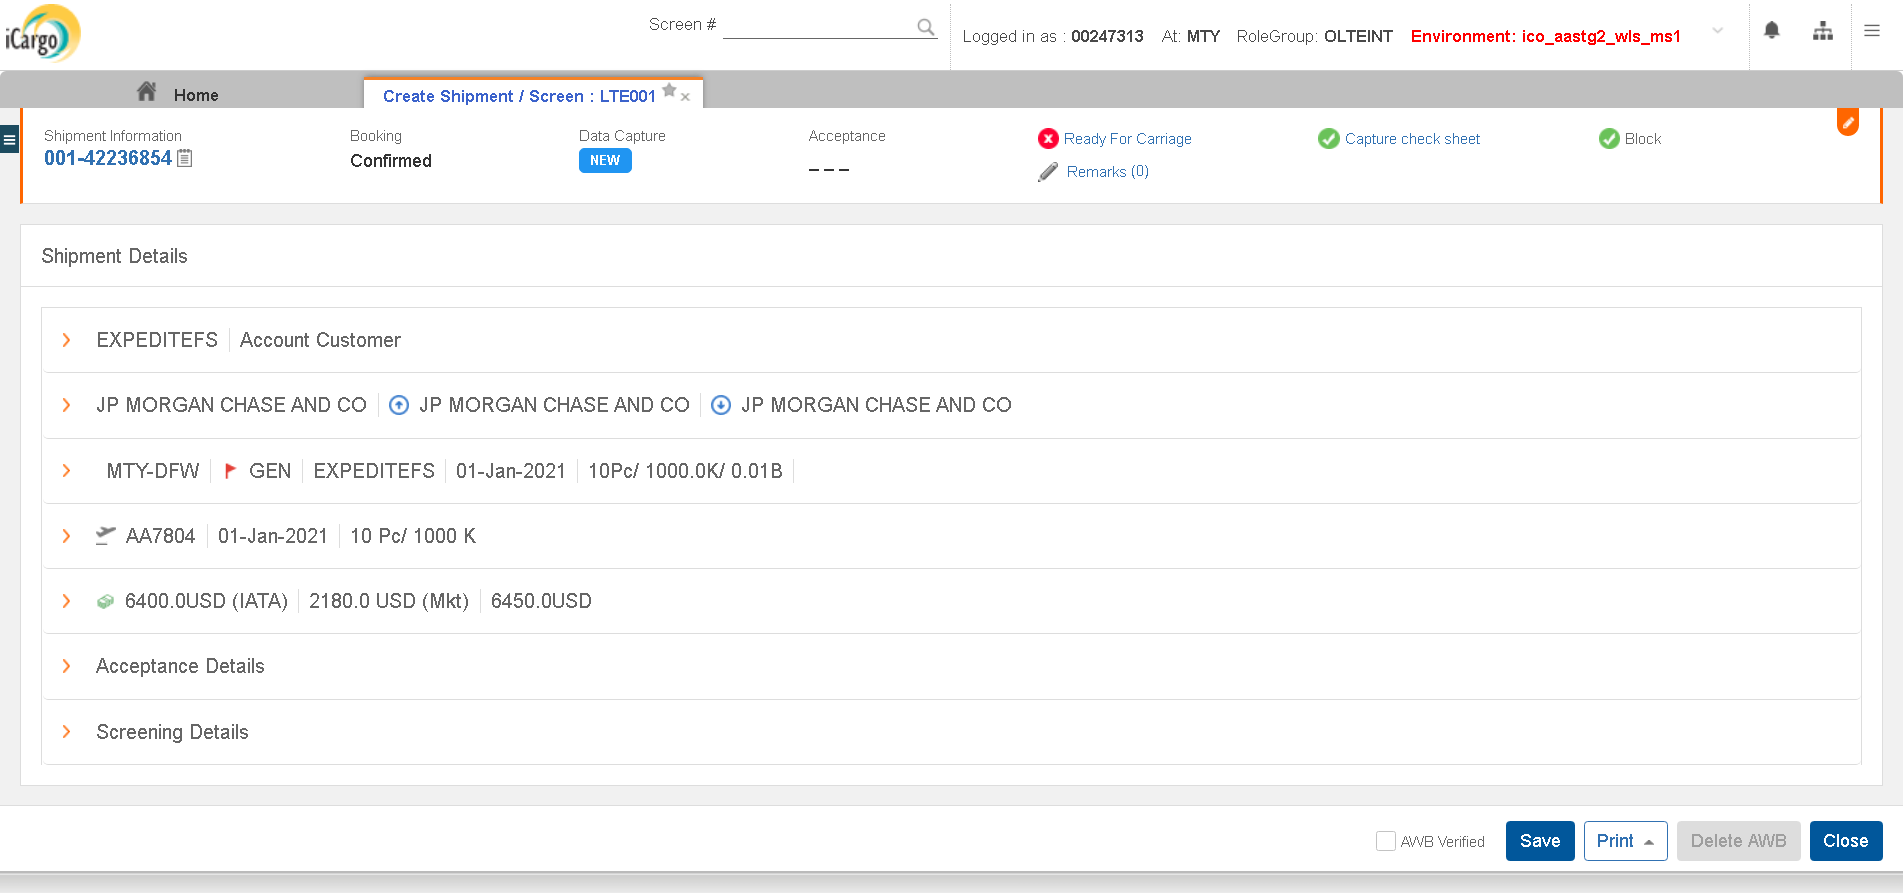 iCargo
Screen #
Logged in as : 00247313 At: MTY RoleGroup: OLTEINT Environment: ico_aastg2_wls_ms1
Home
Create Shipment / Screen : LTE001
Shipment Information
001-42236854
Booking
Confirmed
Data Capture
NEW
Acceptance
_ _ _
Ready For Carriage
Remarks (0)
Capture check sheet
Block
Shipment Details
EXPEDITEFS Account Customer
JP MORGAN CHASE AND CO JP MORGAN CHASE AND CO JP MORGAN CHASE AND CO
MTY-DFW GEN EXPEDITEFS 01-Jan-2021 10Pc/ 1000.0K/ 0.01B
AA7804 01-Jan-2021 10 Pc/ 1000 K
6400.0USD (IATA) 2180.0 USD (Mkt) 6450.0USD
Acceptance Details
Screening Details
AWB Verified Save Print Delete AWB Close